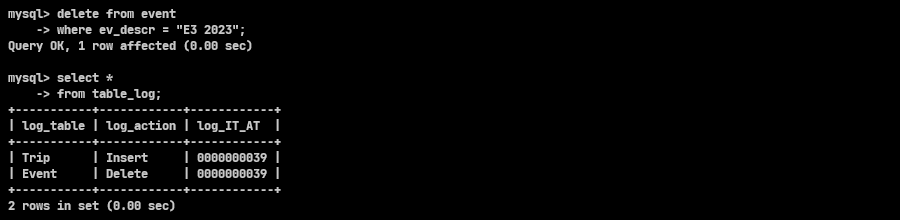 mysql> delete from event
    -> where ev_descr = "E3 2023";
Query OK, 1 row affected (0.00 sec)

mysql> select *
    -> from table_log;
+-----------+------------+------------+
| log_table | log_action | log_IT_AT  |
+-----------+------------+------------+
| Trip      | Insert     | 0000000039 |
| Event     | Delete     | 0000000039 |
+-----------+------------+------------+
2 rows in set (0.00 sec)